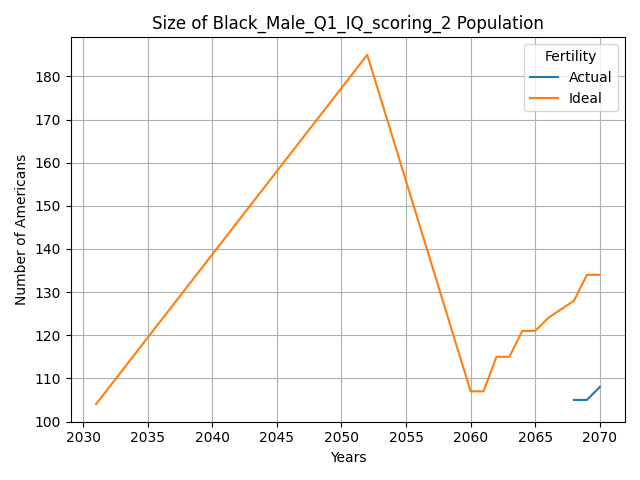 Size of Black_Male_Q1_IQ_scoring_2 Population
Fertility
Actual
Ideal
Number of Americans
180
170
160
150
140
130
120
110
100
2030 2035 2040 2045 2050 2055 2060 2065 2070
Years